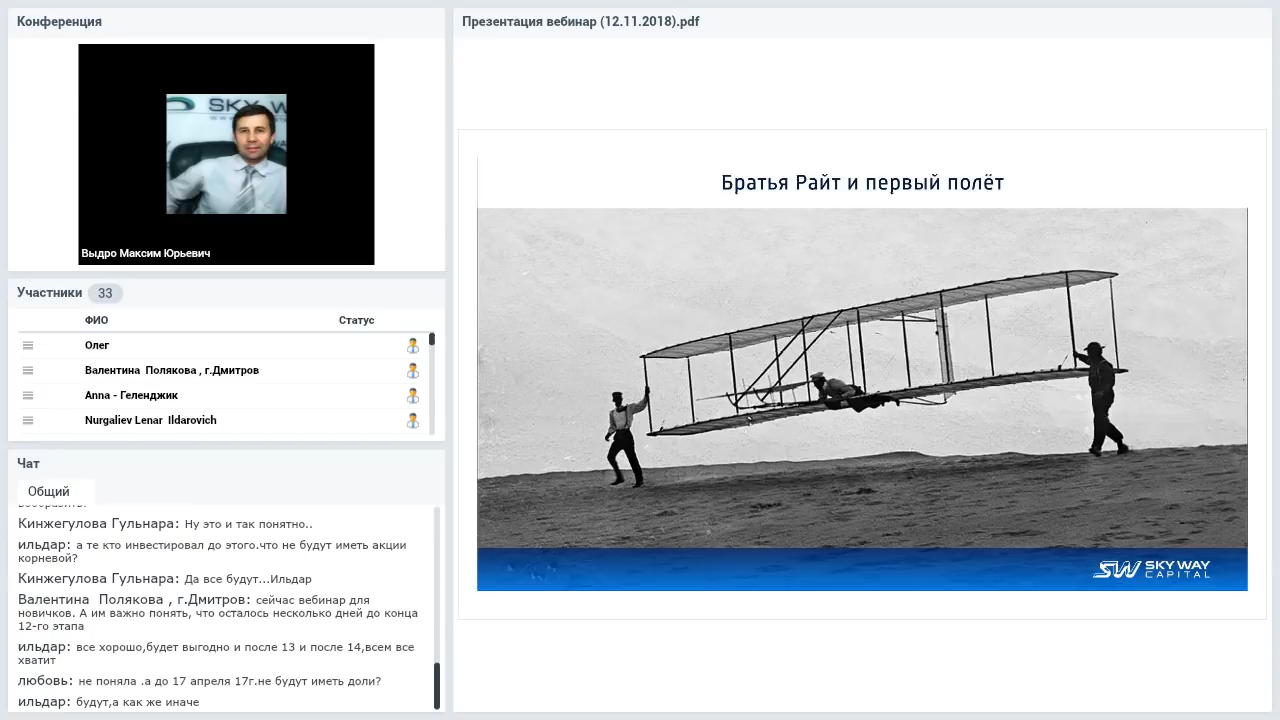 Конференция
SKY W
Выдро Максим Юрьевич
Участники 33
ФИО Статус
Олег
Валентина Полякова , г.Дмитров
Anna - Геленджик
Nurgaliev Lenar Ildarovich
Чат
Общий
Кинжегулова Гульнара: Ну это и так понятно..
ильдар: а те кто инвестировал до этого.что не будут иметь акции
корневой?
Кинжегулова Гульнара: Да все будут...Ильдар
Валентина Полякова , г.Дмитров: сейчас вебинар для
новичков. А им важно понять, что осталось несколько дней до конца
12-го этапа
ильдар: все хорошо,будет выгодно и после 13 и после 14,всем все
хватит
любовь: не поняла .а до 17 апреля 17г.не будут иметь доли?
ильдар: будут,а как же иначе
Презентация вебинар (12.11.2018).pdf
Братья Райт и первый полёт
SW SKY WAY
CAPITAL